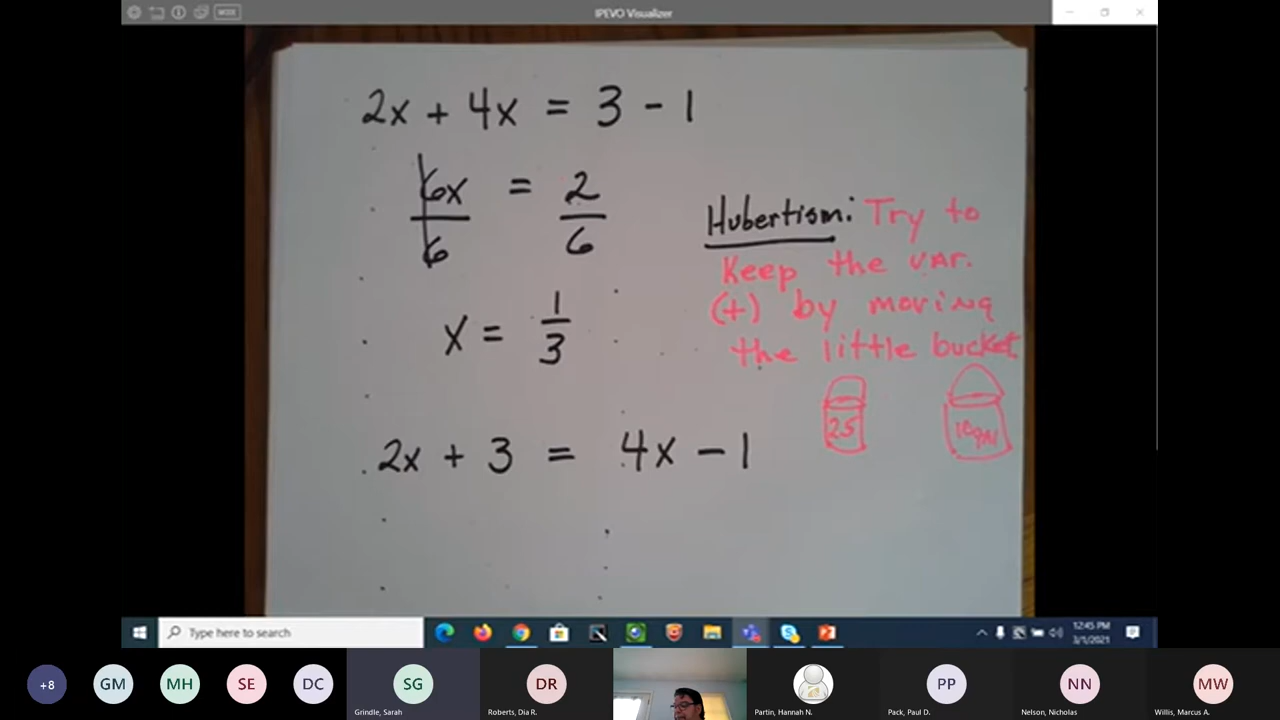 IPEVO Visualizer
MODE
2x + 4x = 3 - 1
6x = 2
6 6
Hubertism: Try to
Keep the var.
(+) by moving
the little bucket
x = 1
3
2x + 3 = 4x - 1
Type here to search
12:45 PM
3/1/2021
+8
GM
MH
SE
DC
SG
DR
PP
NN
MW
Grindle, Sarah
Roberts, Dia R.
Partin, Hannah N.
Pack, Paul D.
Nelson, Nicholas
Willis, Marcus A.